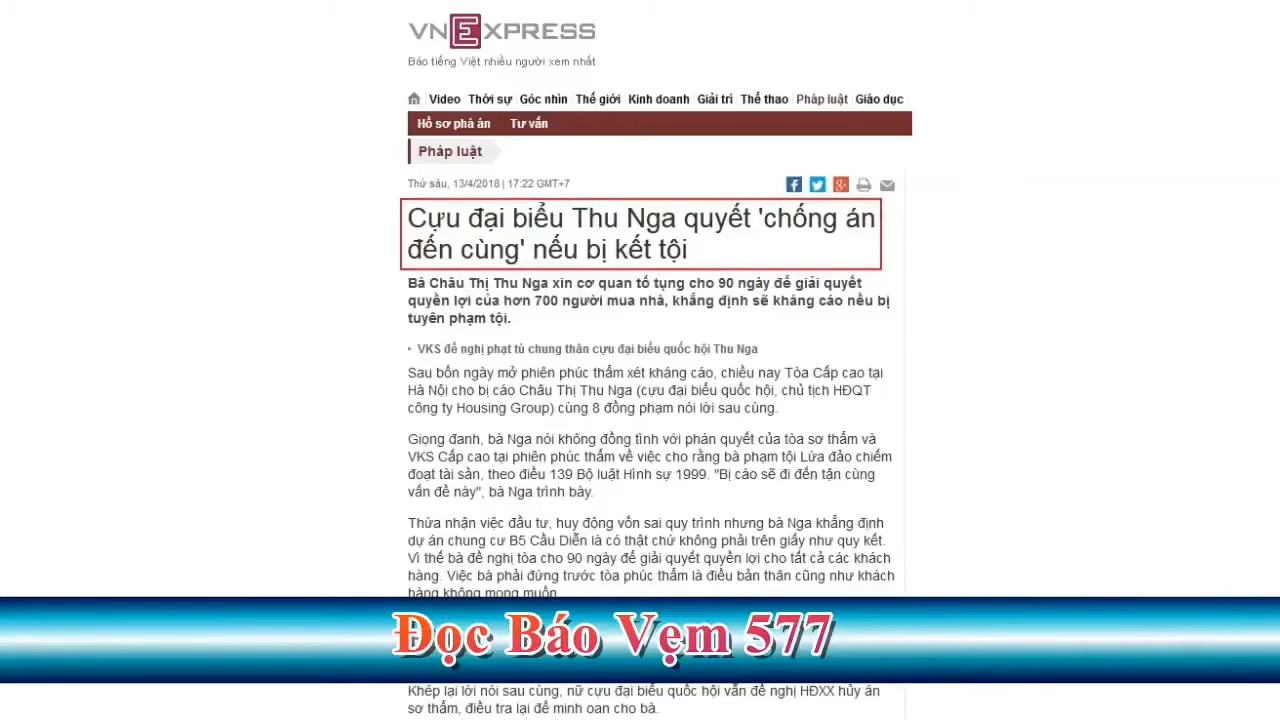 VNEXPRESS
Báo tiếng Việt nhiều người xem nhất
Video Thời sự Góc nhìn Thế giới Kinh doanh Giải trí Thể thao Pháp luật Giáo dục
Hồ sơ phá án Tư vấn
Pháp luật
Thứ sáu, 13/4/2018 | 17:22 GMT+7
Cựu đại biểu Thu Nga quyết 'chống án
đến cùng' nếu bị kết tội
Bà Châu Thị Thu Nga xin cơ quan tố tụng cho 90 ngày để giải quyết
quyền lợi của hơn 700 người mua nhà, khẳng định sẽ kháng cáo nếu bị
tuyên phạm tội.
• VKS đề nghị phạt tù chung thân cựu đại biểu quốc hội Thu Nga
Sau bốn ngày mở phiên phúc thẩm xét kháng cáo, chiều nay Tòa Cấp cao tại
Hà Nội cho bị cáo Châu Thị Thu Nga (cựu đại biểu quốc hội, chủ tịch HĐQT
công ty Housing Group) cùng 8 đồng phạm nói lời sau cùng.
Giọng đanh, bà Nga nói không đồng tình với phán quyết của tòa sơ thẩm và
VKS Cấp cao tại phiên phúc thẩm về việc cho rằng bà phạm tội Lừa đảo chiếm
đoạt tài sản, theo điều 139 Bộ luật Hình sự 1999. "Bị cáo sẽ đi đến tận cùng
vấn đề này", bà Nga trình bày.
Thừa nhận việc đầu tư, huy động vốn sai quy trình nhưng bà Nga khẳng định
dự án chung cư B5 Cầu Diễn là có thật chứ không phải trên giấy như quy kết.
Vì thế bà đề nghị tòa cho 90 ngày để giải quyết quyền lợi cho tất cả các khách
hàng. Việc bà phải đứng trước tòa phúc thẩm là điều bản thân cũng như khách
hàng không mong muốn.
Đọc Báo Vẹm 577
Khép lại lời nói sau cùng, nữ cựu đại biểu quốc hội vẫn đề nghị HĐXX hủy án
sơ thẩm, điều tra lại để minh oan cho bà.